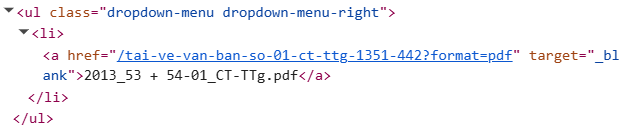 <ul class="dropdown-menu dropdown-menu-right">
<li>
<a href="/tai-ve-van-ban-so-01-ct-ttg-1351-442?format=pdf" target="_bl
ank">2013_53 + 54-01_CT-TTg.pdf</a>
</li>
</ul>